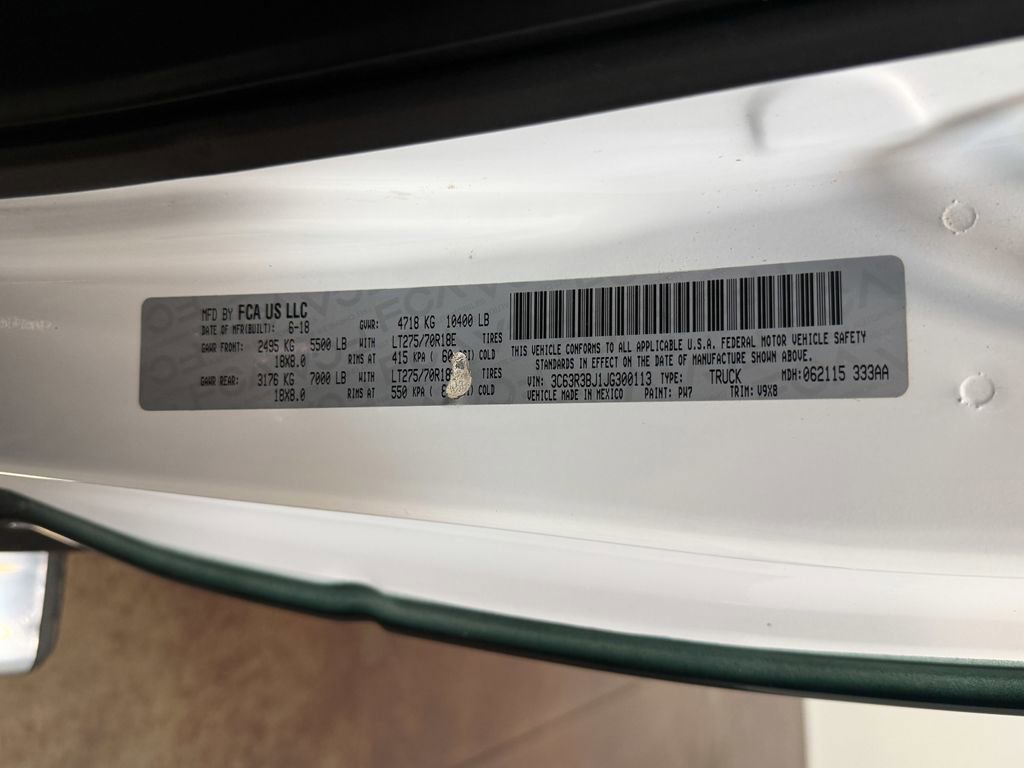 MFD BY FCA US LLC
DATE OF MFR(BUILT): 6-18 GVWR: 4718 KG 10400 LB
GAWR FRONT: 2495 KG 5500 LB WITH LT275/70R18E TIRES
18X8.0 RIMS AT 415 KPA ( COLD
GAWR REAR: 3176 KG 7000 LB WITH TIRES
18X8.0 RIMS AT 550 KPA ( COLD
THIS VEHICLE CONFORMS TO ALL APPLICABLE U.S.A. FEDERAL MOTOR VEHICLE SAFETY
STANDARDS IN EFFECT ON THE DATE OF MANUFACTURE SHOWN ABOVE.
VIN: 3C63R3BJ1JG300113 TYPE: TRUCK MDH: 062115 333AA
VEHICLE MADE IN MEXICO PAINT: PW7 TRIM: V9X8